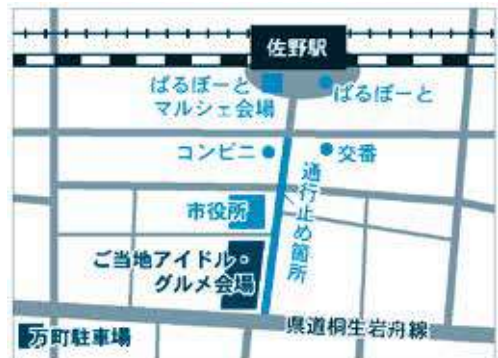 佐野駅
ぱるぽーと
マルシェ会場
ぱるぽーと
コンビニ
交番
通行止め箇所
市役所
ご当地アイドル・
グルメ会場
県道桐生岩舟線
万町駐車場